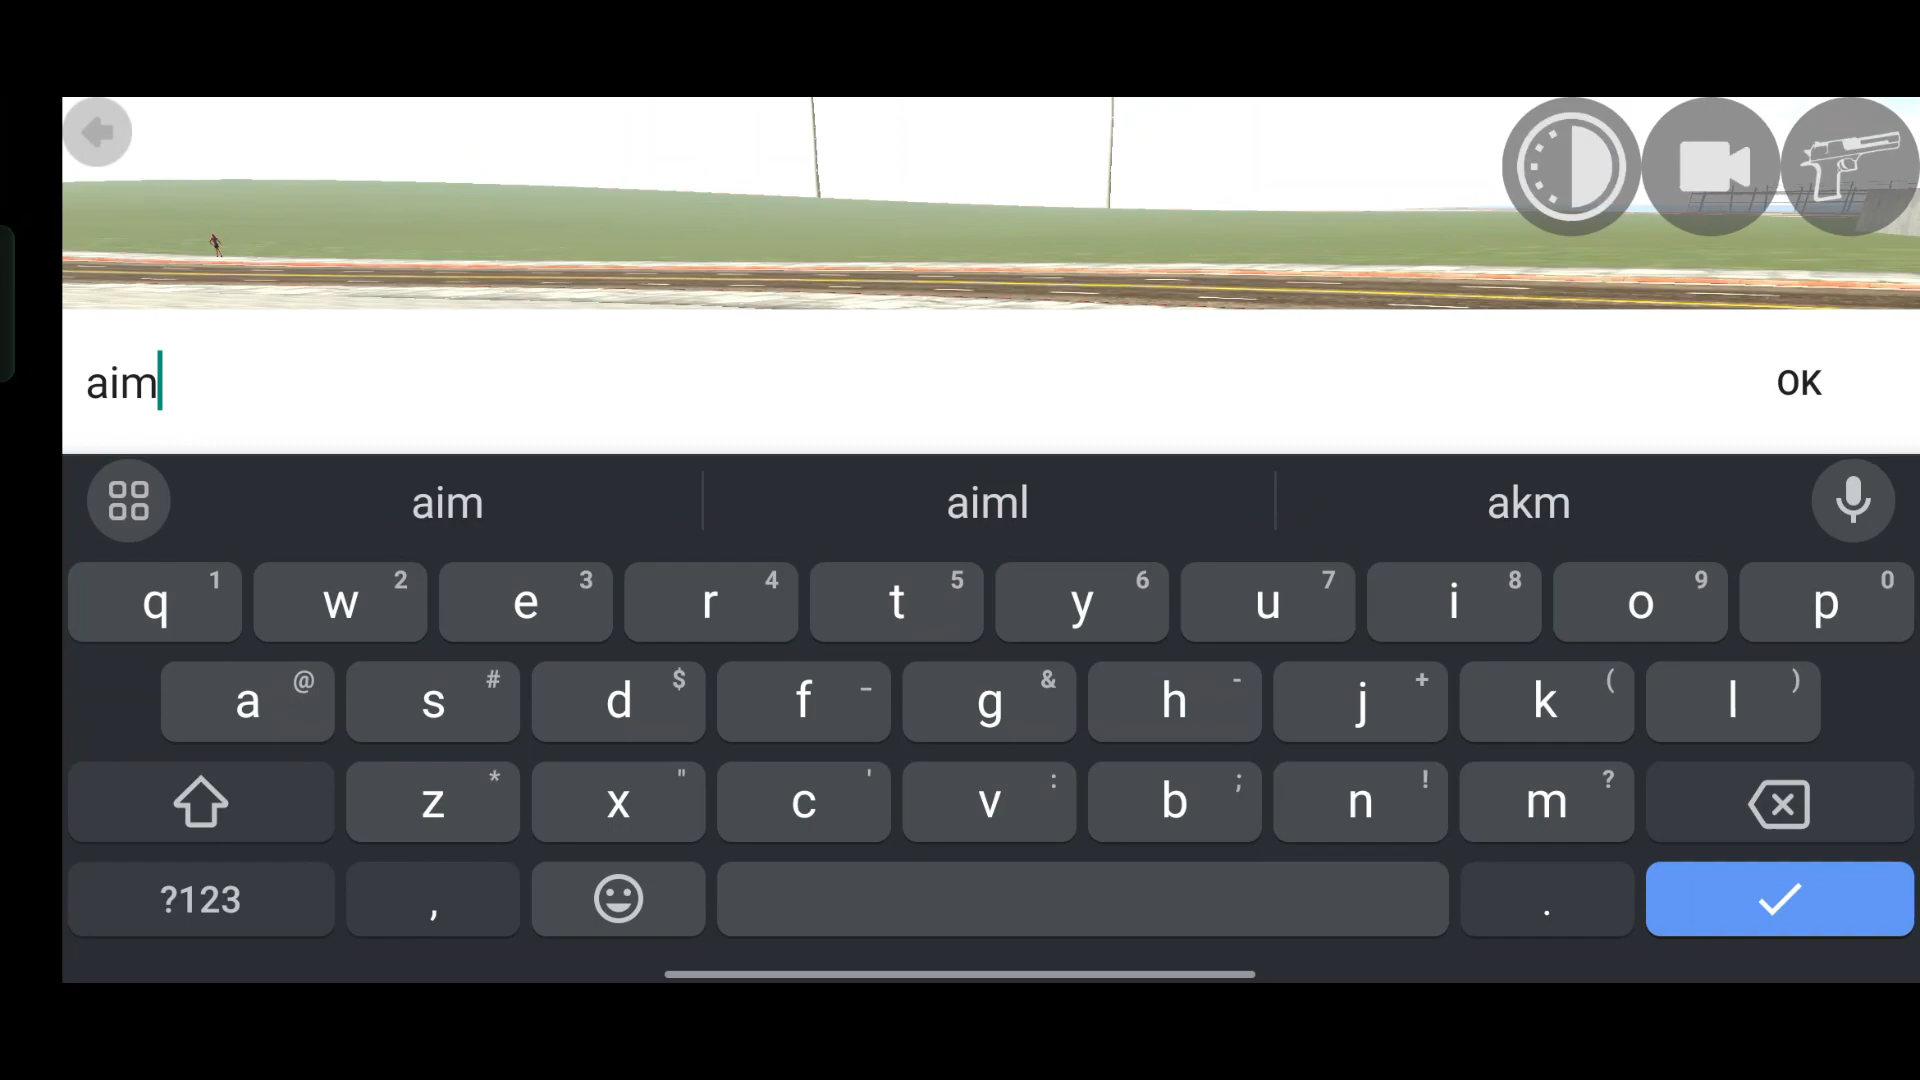 aim OK
aim aiml akm
q 1 w 2 e 3 r 4 t 5 y 6 u 7 i 8 o 9 p 0
a @ s # d $ f _ g & h - j + k ( l )
z * x " c ' v : b ; n ! m ?
?123 , .